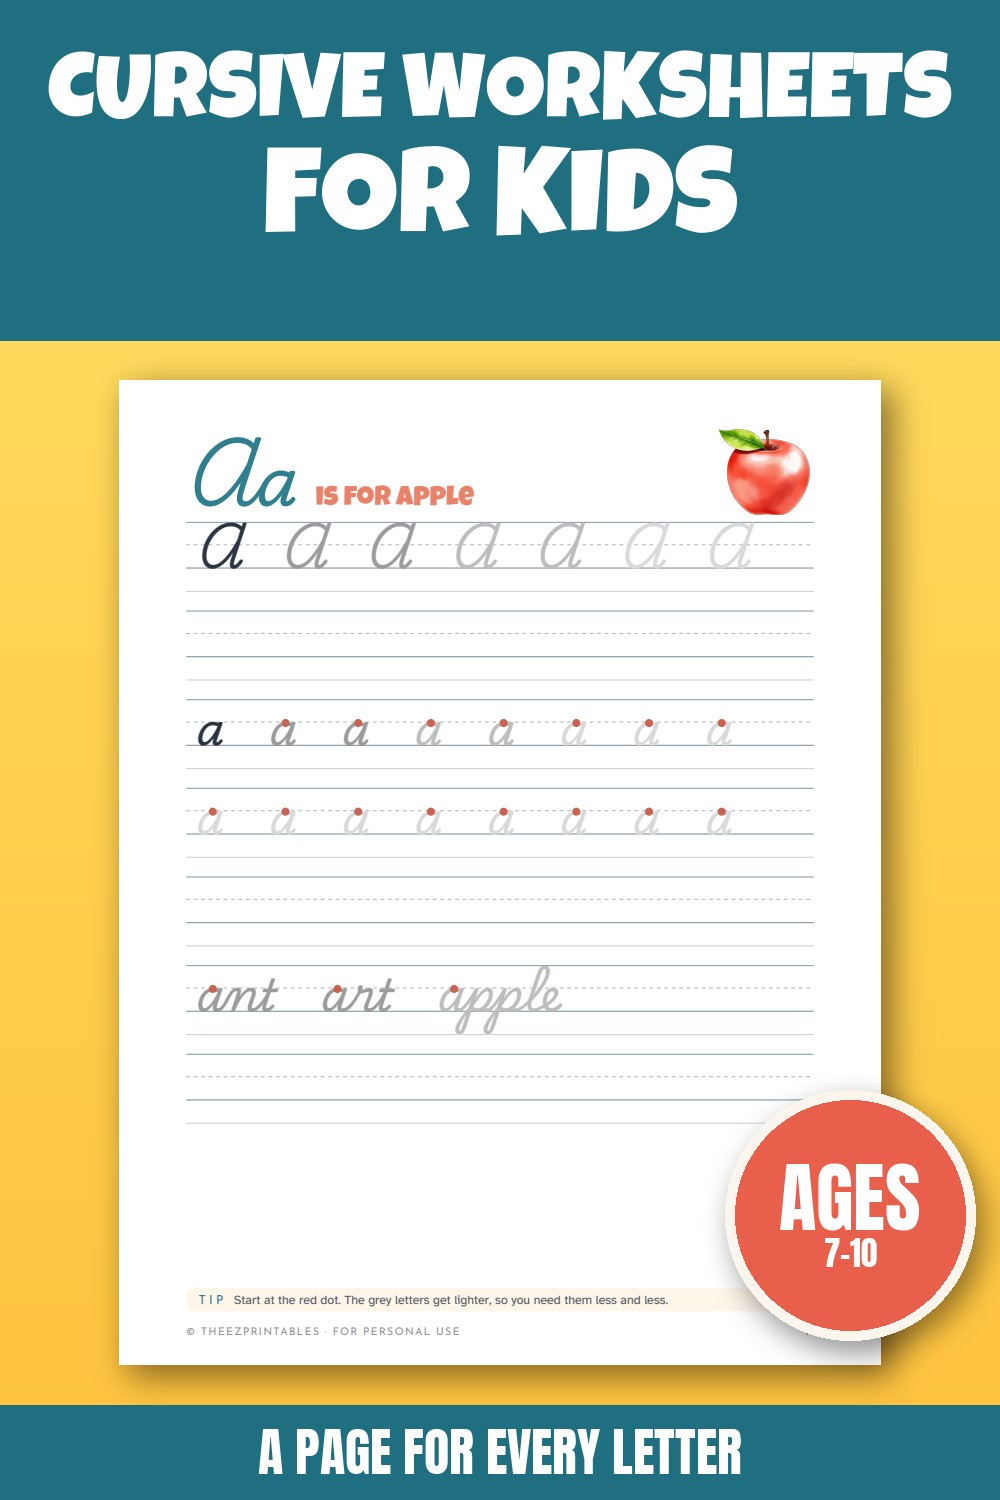 CURSIVE WORKSHEETS
FOR KIDS
Aa IS FOR APPLE
A A A A A A A
a a a a a a a a
a a a a a a a a
ant art apple
AGES
7-10
TIP Start at the red dot. The grey letters get lighter, so you need them less and less.
© THEEZPRINTABLES · FOR PERSONAL USE
A PAGE FOR EVERY LETTER